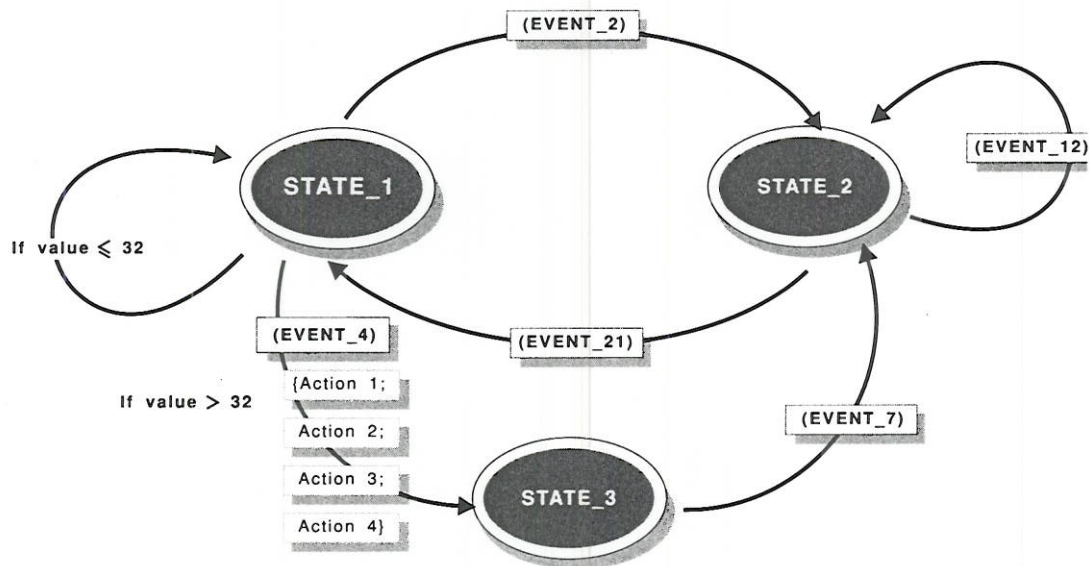 (EVENT_2)
(EVENT_12)
STATE_1
STATE_2
If value ⩽ 32
(EVENT_4)
(EVENT_21)
{Action 1;
If value > 32
Action 2;
(EVENT_7)
Action 3;
STATE_3
Action 4}